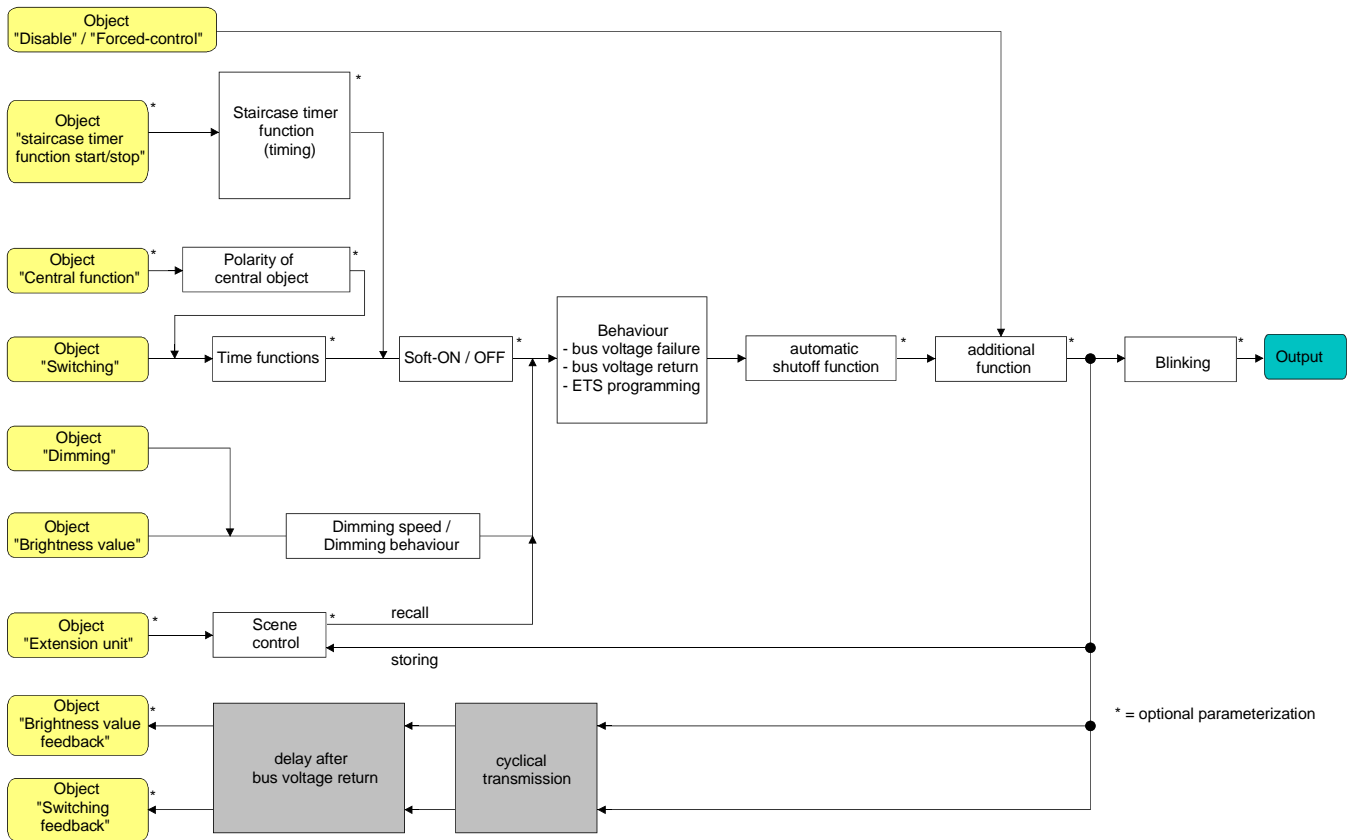 Object
"Disable" / "Forced-control"
*
*
Object
"staircase timer
function start/stop"
Staircase timer
function
(timing)
*
*
Object
"Central function"
Polarity of
central object
Object
"Switching"
Time functions
*
Soft-ON / OFF
*
Behaviour
- bus voltage failure
- bus voltage return
- ETS programming
automatic
shutoff function
*
additional
function
*
Blinking
*
Output
Object
"Dimming"
Object
"Brightness value"
Dimming speed /
Dimming behaviour
Object
"Extension unit"
*
Scene
control
*
recall
storing
Object
"Brightness value
feedback"
*
delay after
bus voltage return
cyclical
transmission
* = optional parameterization
Object
"Switching
feedback"
*